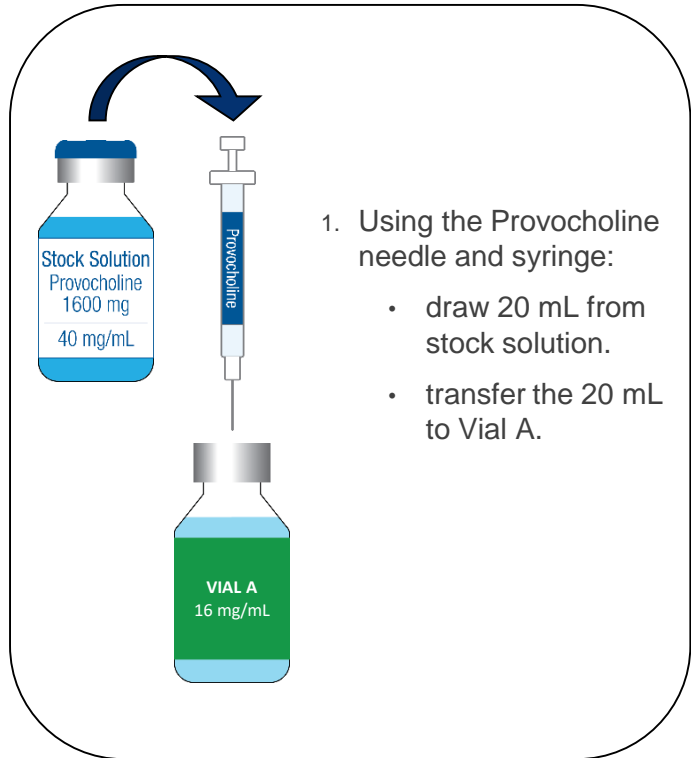 Stock Solution
Provocholine
1600 mg
40 mg/mL
Provocholine
VIAL A
16 mg/mL
1. Using the Provocholine
needle and syringe:
• draw 20 mL from
stock solution.
• transfer the 20 mL
to Vial A.